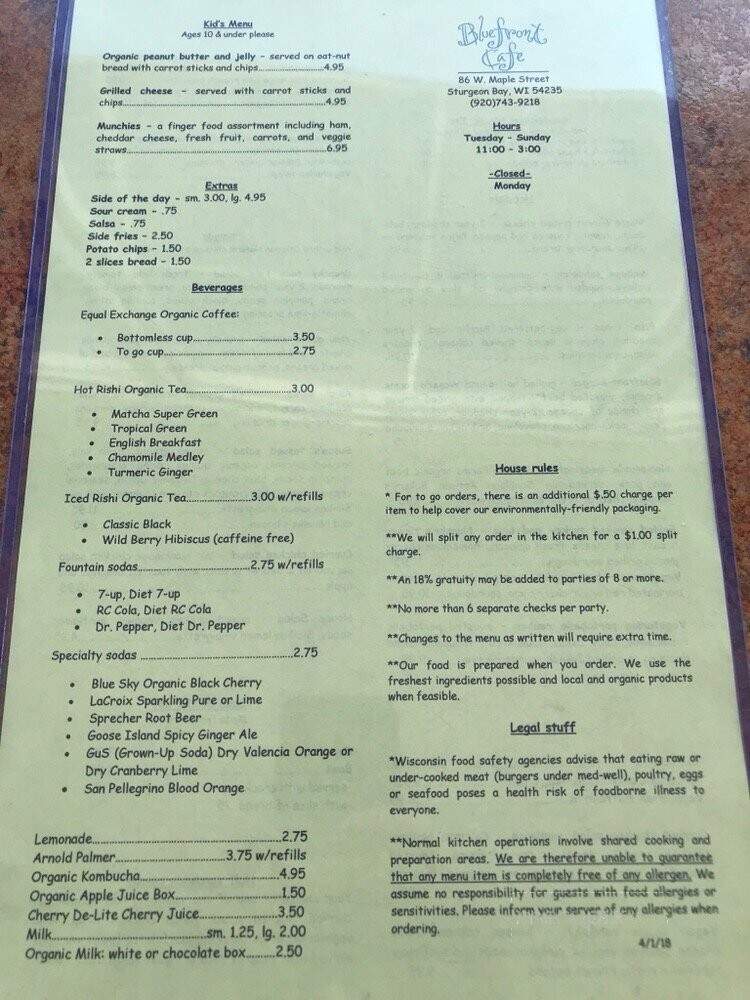 Kid's Menu
Ages 10 & under please
Organic peanut butter and jelly - served on oat-nut
bread with carrot sticks and chips.........................4.95
Grilled cheese - served with carrot sticks and
chips.............................................................................4.95
Munchies - a finger food assortment including ham,
cheddar cheese, fresh fruit, carrots, and veggie
straws...........................................................................6.95
Extras
Side of the day - sm. 3.00, lg. 4.95
Sour cream - .75
Salsa - .75
Side fries - 2.50
Potato chips - 1.50
2 slices bread - 1.50
Beverages
Equal Exchange Organic Coffee:
• Bottomless cup...................................3.50
• To go cup.............................................2.75
Hot Rishi Organic Tea...................................3.00
• Matcha Super Green
• Tropical Green
• English Breakfast
• Chamomile Medley
• Turmeric Ginger
Iced Rishi Organic Tea........................3.00 w/refills
• Classic Black
• Wild Berry Hibiscus (caffeine free)
Fountain sodas.............................2.75 w/refills
• 7-up, Diet 7-up
• RC Cola, Diet RC Cola
• Dr. Pepper, Diet Dr. Pepper
Specialty sodas ........................................2.75
• Blue Sky Organic Black Cherry
• LaCroix Sparkling Pure or Lime
• Sprecher Root Beer
• Goose Island Spicy Ginger Ale
• GuS (Grown-Up Soda) Dry Valencia Orange or
Dry Cranberry Lime
• San Pellegrino Blood Orange
Lemonade................................................2.75
Arnold Palmer............................3.75 w/refills
Organic Kombucha...................................4.95
Organic Apple Juice Box...........................1.50
Cherry De-Lite Cherry Juice....................3.50
Milk.......................................sm. 1.25, lg. 2.00
Organic Milk: white or chocolate box.........2.50
Bluefront
Cafe
86 W. Maple Street
Sturgeon Bay, WI 54235
(920)743-9218
Hours
Tuesday - Sunday
11:00 - 3:00
-Closed-
Monday
House rules
* For to go orders, there is an additional $.50 charge per
item to help cover our environmentally-friendly packaging.
**We will split any order in the kitchen for a $1.00 split
charge.
**An 18% gratuity may be added to parties of 8 or more.
**No more than 6 separate checks per party.
**Changes to the menu as written will require extra time.
**Our food is prepared when you order. We use the
freshest ingredients possible and local and organic products
when feasible.
Legal stuff
*Wisconsin food safety agencies advise that eating raw or
under-cooked meat (burgers under med-well), poultry, eggs
or seafood poses a health risk of foodborne illness to
everyone.
**Normal kitchen operations involve shared cooking and
preparation areas. We are therefore unable to guarantee
that any menu item is completely free of any allergen. We
assume no responsibility for guests with food allergies or
sensitivities. Please inform your server of any allergies when
ordering.
4/1/18